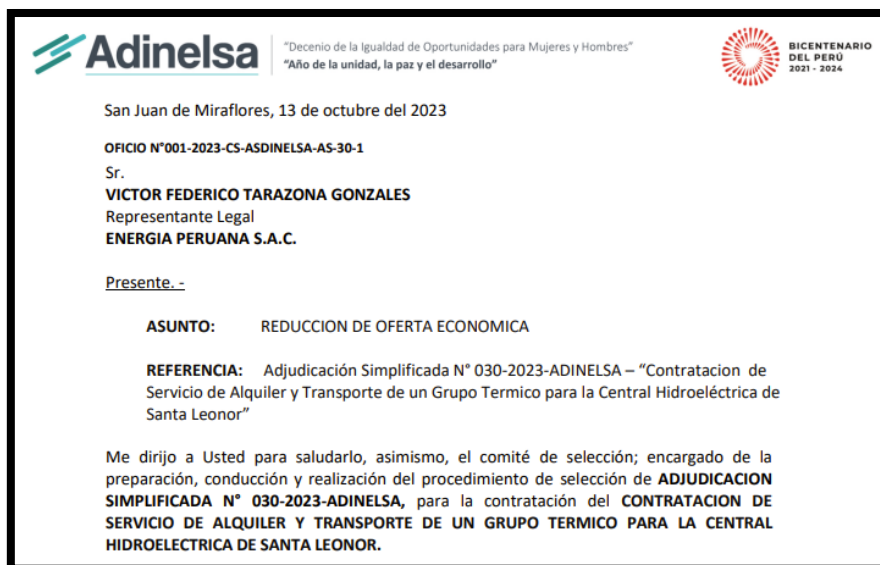 Adinelsa
“Decenio de la Igualdad de Oportunidades para Mujeres y Hombres”
“Año de la unidad, la paz y el desarrollo”
BICENTENARIO
DEL PERÚ
2021 - 2024
San Juan de Miraflores, 13 de octubre del 2023
OFICIO N°001-2023-CS-ASDINELSA-AS-30-1
Sr.
VICTOR FEDERICO TARAZONA GONZALES
Representante Legal
ENERGIA PERUANA S.A.C.
Presente. -
ASUNTO: REDUCCION DE OFERTA ECONOMICA
REFERENCIA: Adjudicación Simplificada N° 030-2023-ADINELSA – “Contratacion de
Servicio de Alquiler y Transporte de un Grupo Termico para la Central Hidroeléctrica de
Santa Leonor”
Me dirijo a Usted para saludarlo, asimismo, el comité de selección; encargado de la
preparación, conducción y realización del procedimiento de selección de ADJUDICACION
SIMPLIFICADA N° 030-2023-ADINELSA, para la contratación del CONTRATACION DE
SERVICIO DE ALQUILER Y TRANSPORTE DE UN GRUPO TERMICO PARA LA CENTRAL
HIDROELECTRICA DE SANTA LEONOR.